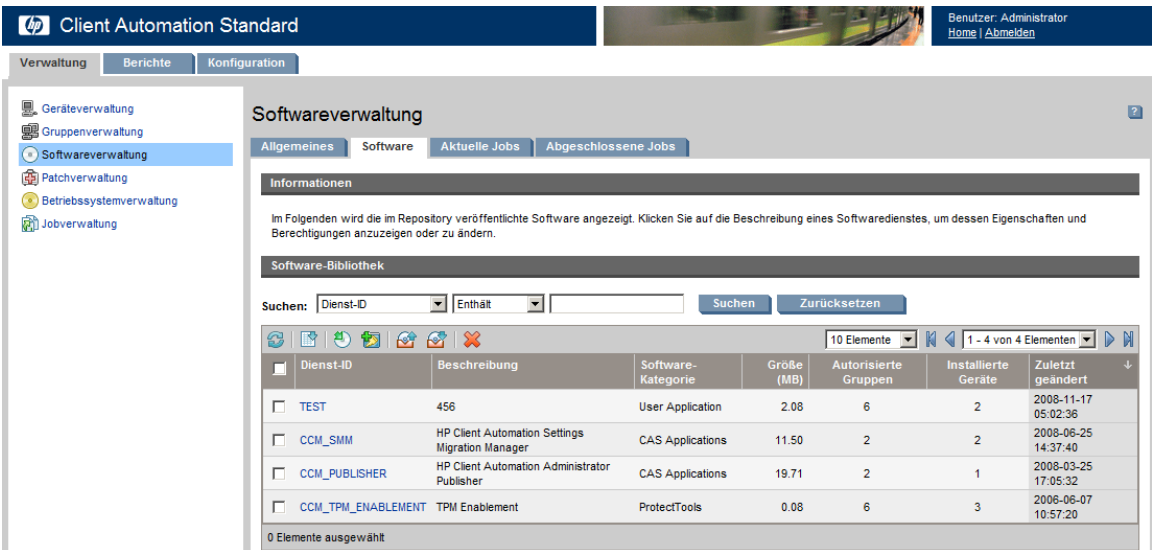 hp Client Automation Standard
Benutzer: Administrator
Home | Abmelden
Verwaltung Berichte Konfiguration
Geräteverwaltung
Gruppenverwaltung
Softwareverwaltung
Patchverwaltung
Betriebssystemverwaltung
Jobverwaltung
Softwareverwaltung
?
Allgemeines Software Aktuelle Jobs Abgeschlossene Jobs
Informationen
Im Folgenden wird die im Repository veröffentlichte Software angezeigt. Klicken Sie auf die Beschreibung eines Softwaredienstes, um dessen Eigenschaften und
Berechtigungen anzuzeigen oder zu ändern.
Software-Bibliothek
Suchen: Dienst-ID Enthält Suchen Zurücksetzen
10 Elemente 1 - 4 von 4 Elementen
Dienst-ID Beschreibung Software-Kategorie Größe (MB) Autorisierte Gruppen Installierte Geräte Zuletzt geändert
TEST 456 User Application 2.08 6 2 2008-11-17 05:02:36
CCM_SMM HP Client Automation Settings Migration Manager CAS Applications 11.50 2 2 2008-06-25 14:37:40
CCM_PUBLISHER HP Client Automation Administrator Publisher CAS Applications 19.71 2 1 2008-03-25 17:05:32
CCM_TPM_ENABLEMENT TPM Enablement ProtectTools 0.08 6 3 2006-06-07 10:57:20
0 Elemente ausgewählt